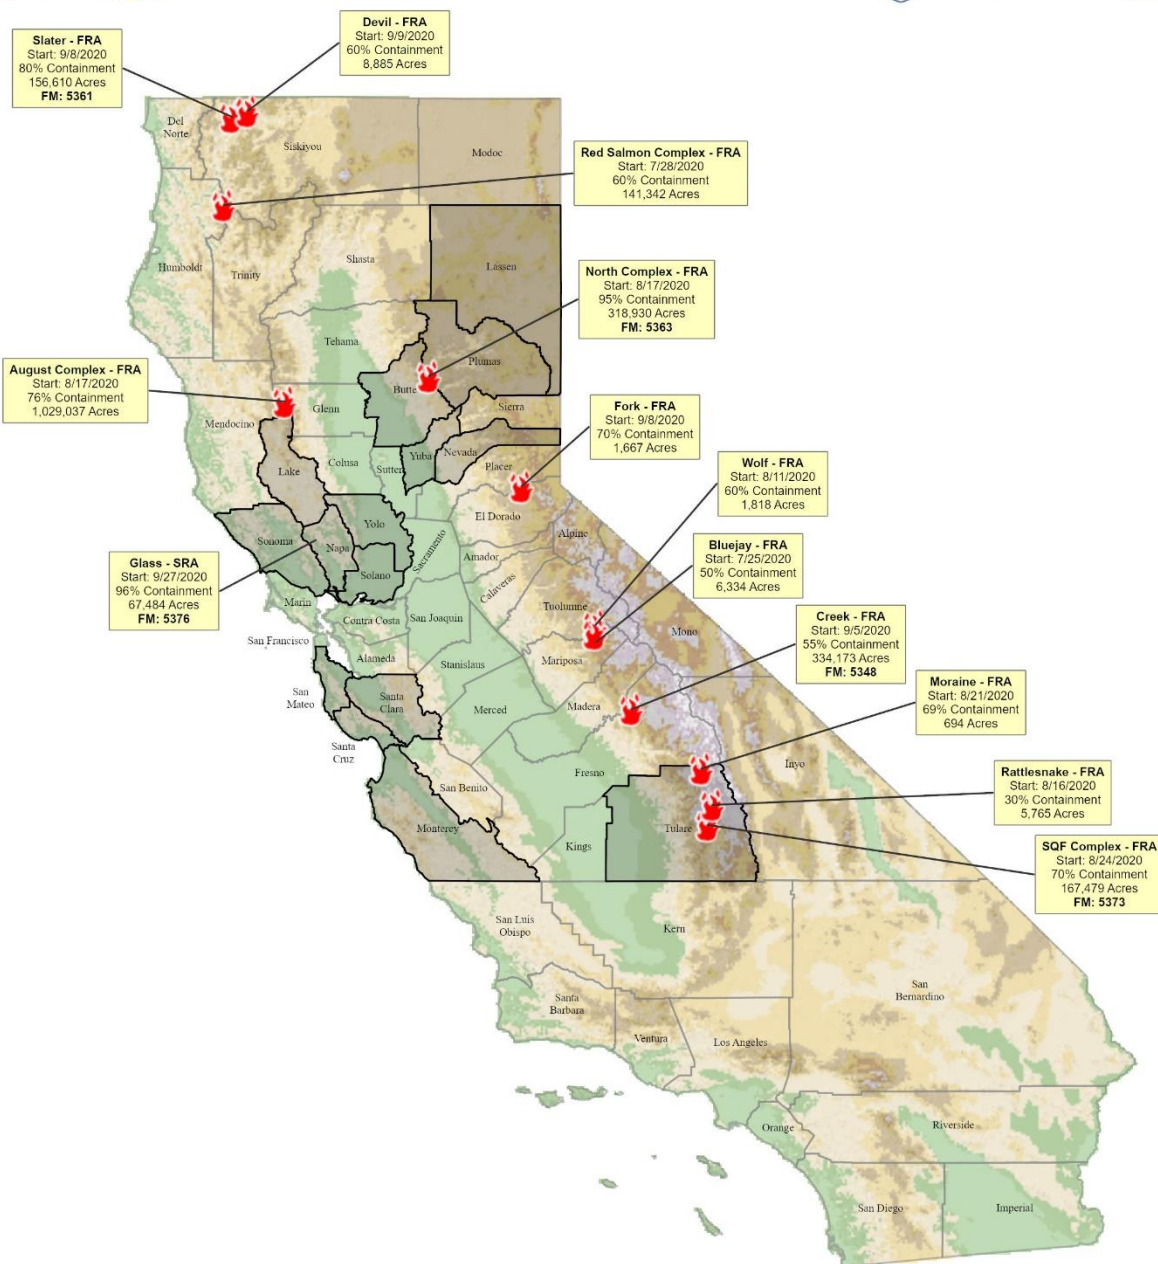 Devil - FRA
Start: 9/9/2020
60% Containment
8,885 Acres
Slater - FRA
Start: 9/8/2020
80% Containment
156,610 Acres
FM: 5361
Del
Norte
Siskiyou
Modoc
Red Salmon Complex - FRA
Start: 7/28/2020
60% Containment
141,342 Acres
Humboldt
Trinity
Shasta
Lassen
North Complex - FRA
Start: 8/17/2020
95% Containment
318,930 Acres
FM: 5363
Tehama
Plumas
August Complex - FRA
Start: 8/17/2020
76% Containment
1,029,037 Acres
Butte
Mendocino
Glenn
Sierra
Fork - FRA
Start: 9/8/2020
70% Containment
1,667 Acres
Lake
Colusa
Sutter
Yuba
Nevada
Placer
Wolf - FRA
Start: 8/11/2020
60% Containment
1,818 Acres
El Dorado
Yolo
Sonoma
Napa
Sacramento
Alpine
Amador
Bluejay - FRA
Start: 7/25/2020
50% Containment
6,334 Acres
Glass - SRA
Start: 9/27/2020
96% Containment
67,484 Acres
FM: 5376
Solano
Calaveras
Marin
Contra Costa
San Joaquin
Tuolumne
Mono
Creek - FRA
Start: 9/5/2020
55% Containment
334,173 Acres
FM: 5348
San Francisco
Alameda
Stanislaus
Mariposa
San
Mateo
Santa
Clara
Merced
Madera
Moraine - FRA
Start: 8/21/2020
69% Containment
694 Acres
Santa
Cruz
San Benito
Fresno
Inyo
Rattlesnake - FRA
Start: 8/16/2020
30% Containment
5,765 Acres
Monterey
Kings
Tulare
SQF Complex - FRA
Start: 8/24/2020
70% Containment
167,479 Acres
FM: 5373
San Luis
Obispo
Kern
Santa
Barbara
San
Bernardino
Ventura
Los Angeles
Orange
Riverside
San Diego
Imperial